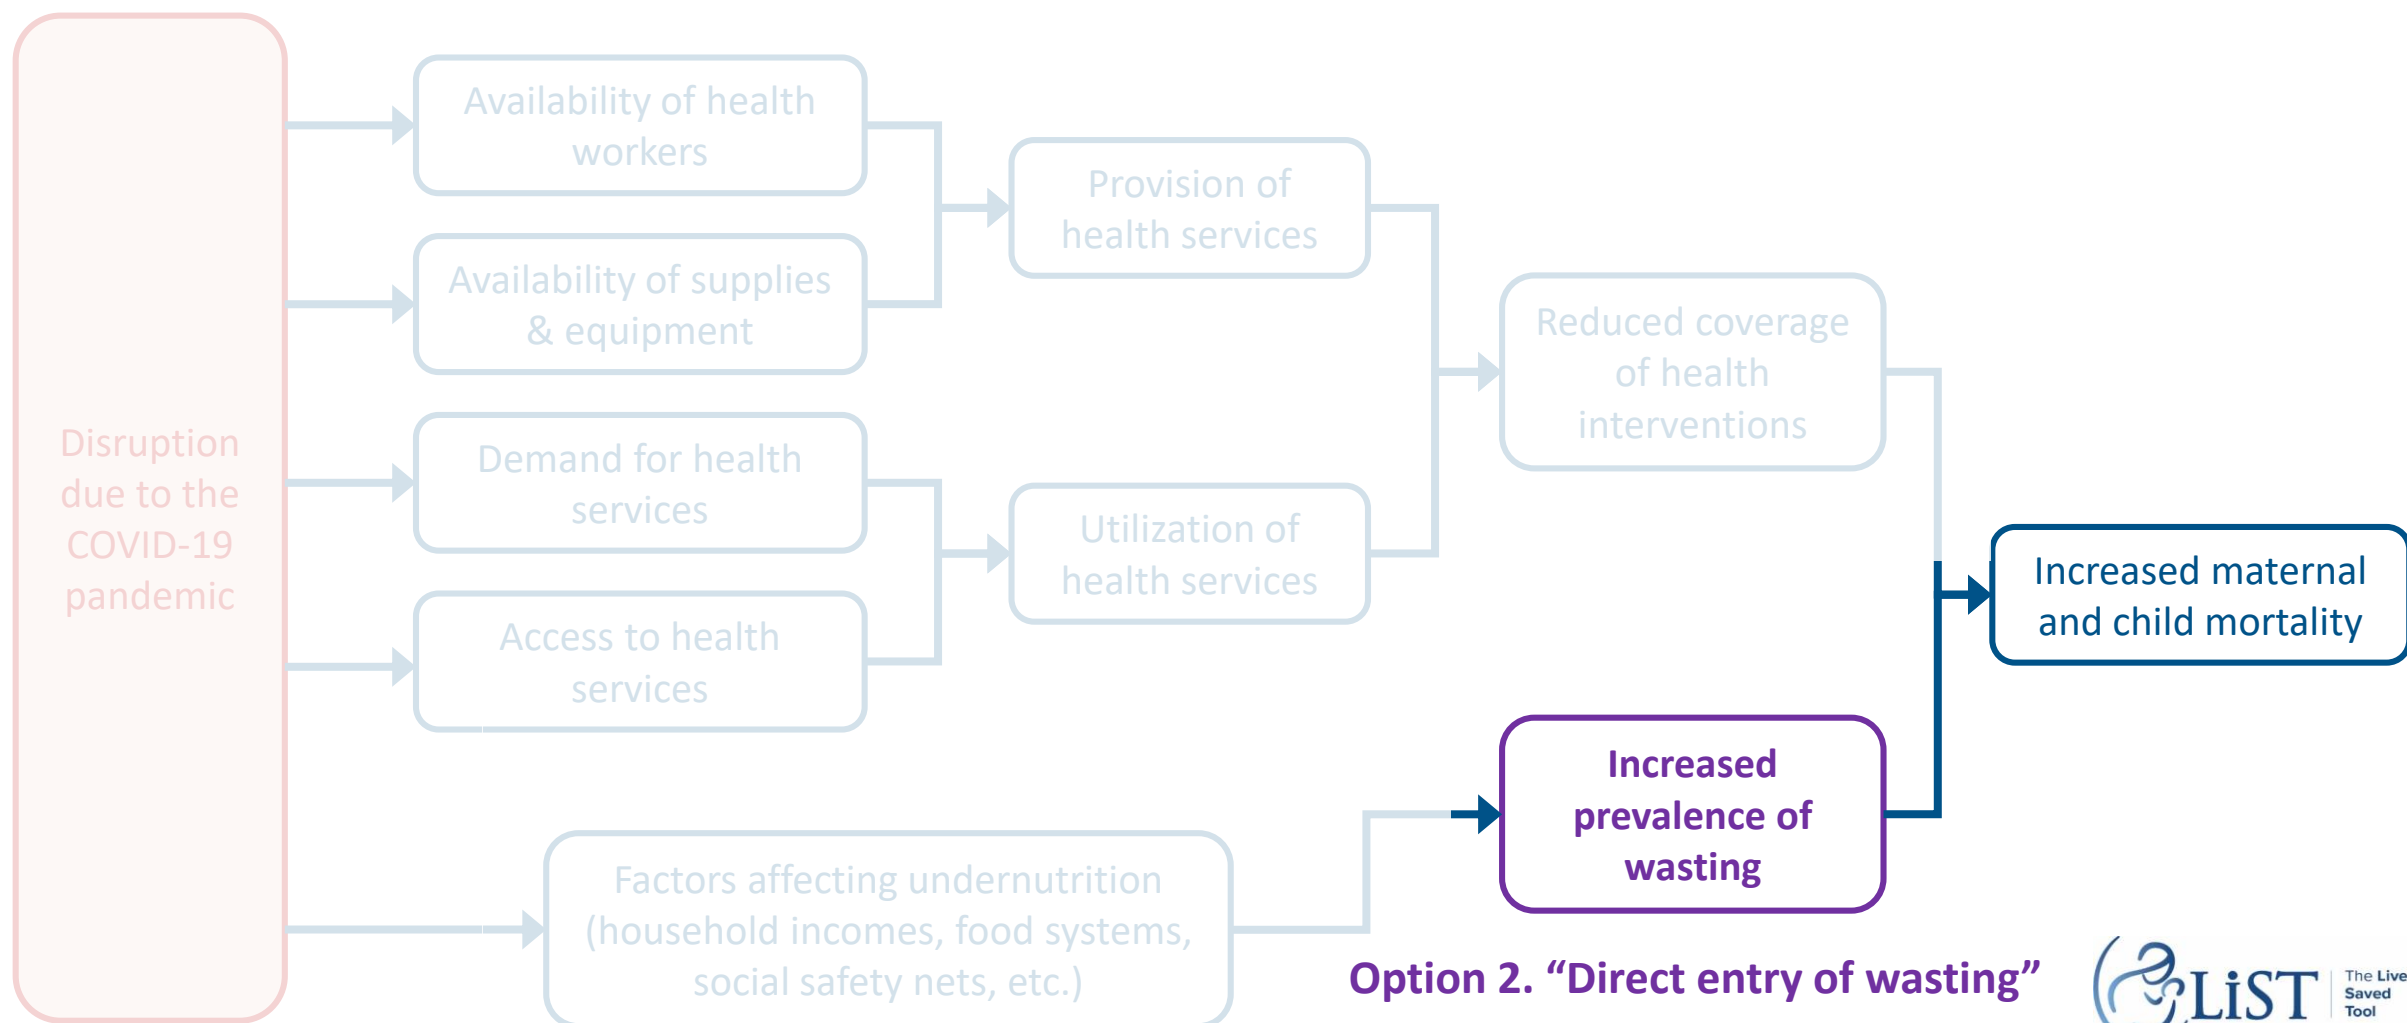 Disruption
due to the
COVID-19
pandemic
Availability of health
workers
Availability of supplies
& equipment
Demand for health
services
Access to health
services
Factors affecting undernutrition
(household incomes, food systems,
social safety nets, etc.)
Provision of
health services
Utilization of
health services
Reduced coverage
of health
interventions
Increased
prevalence of
wasting
Increased maternal
and child mortality
Option 2. “Direct entry of wasting”
LiST
The Live
Saved
Tool